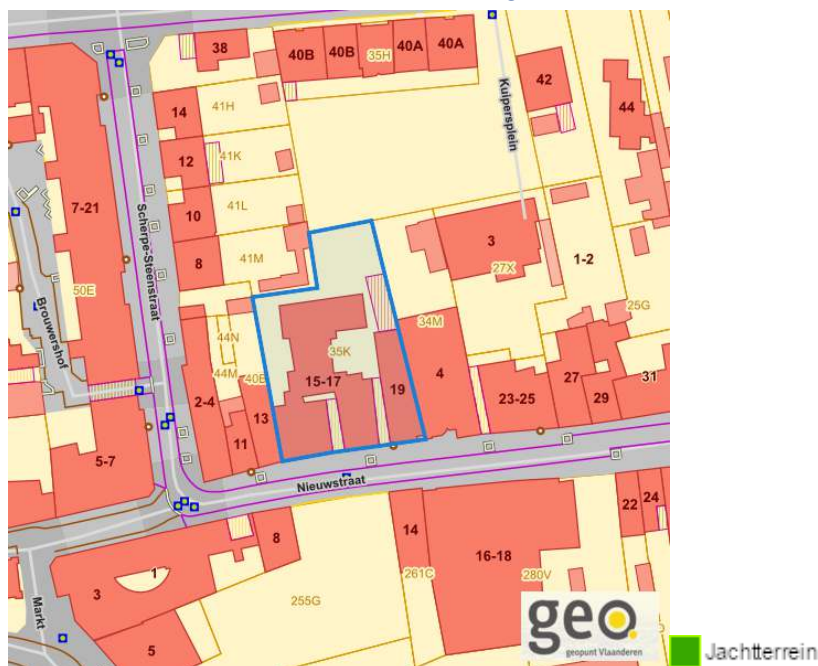 38
40B
40B
35H
40A
40A
42
44
Kuipersplein
14
41H
12
41K
10
41L
8
41M
7-21
50E
Scherpe-Steenstraat
Brouwershof
3
27X
1-2
25G
34M
44N
44M
40B
35K
15-17
19
4
2-4
13
11
23-25
27
29
31
5-7
Nieuwstraat
8
14
16-18
22
24
261C
280V
255G
1
3
5
Markt
geo.
geopunt Vlaanderen
Jachtterrein